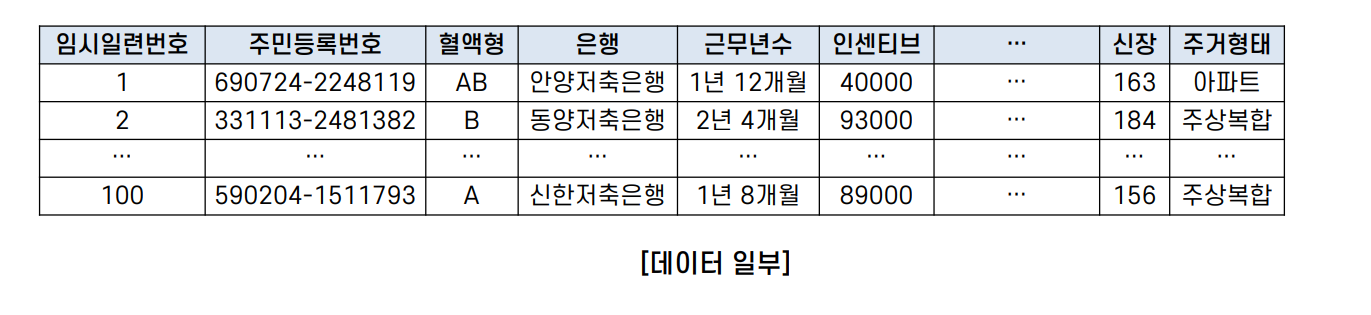 임시일련번호 주민등록번호 혈액형 은행 근무년수 인센티브 … 신장 주거형태
1 690724-2248119 AB 안양저축은행 1년 12개월 40000 … 163 아파트
2 331113-2481382 B 동양저축은행 2년 4개월 93000 … 184 주상복합
… … … … … … … … …
100 590204-1511793 A 신한저축은행 1년 8개월 89000 … 156 주상복합
[데이터 일부]